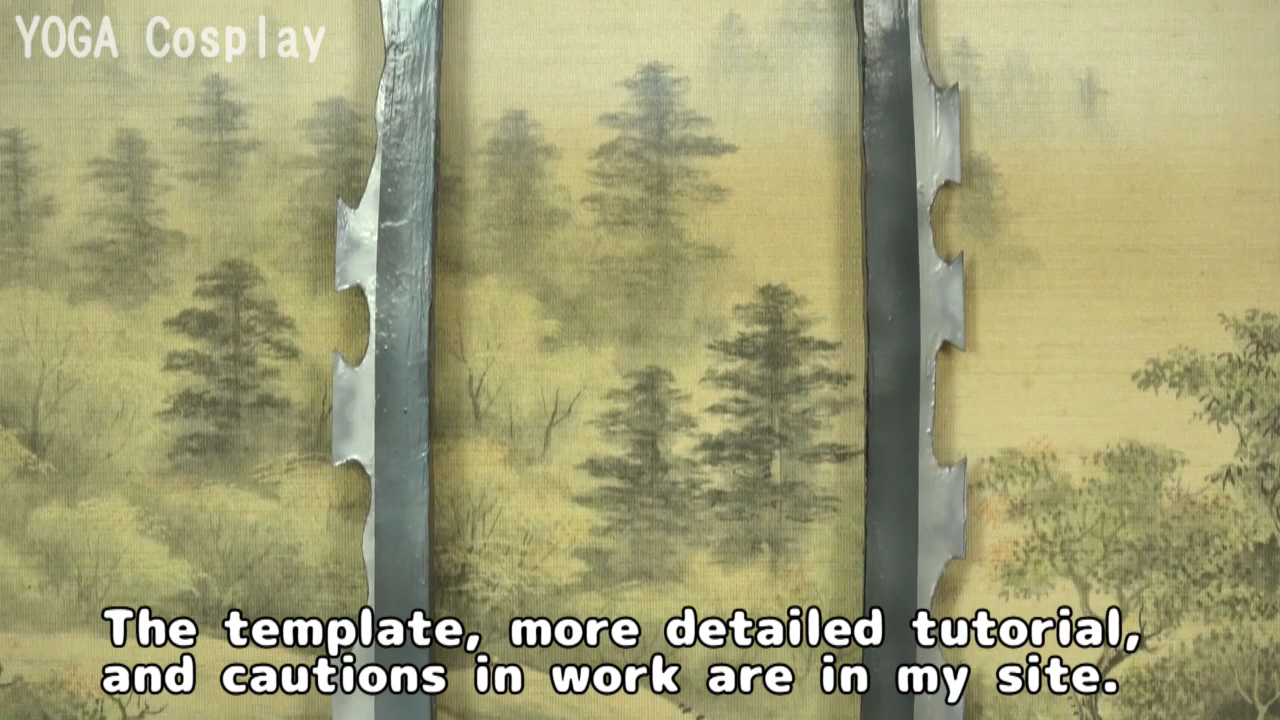 YOGA Cosplay
The template, more detailed tutorial,
and cautions in work are in my site.